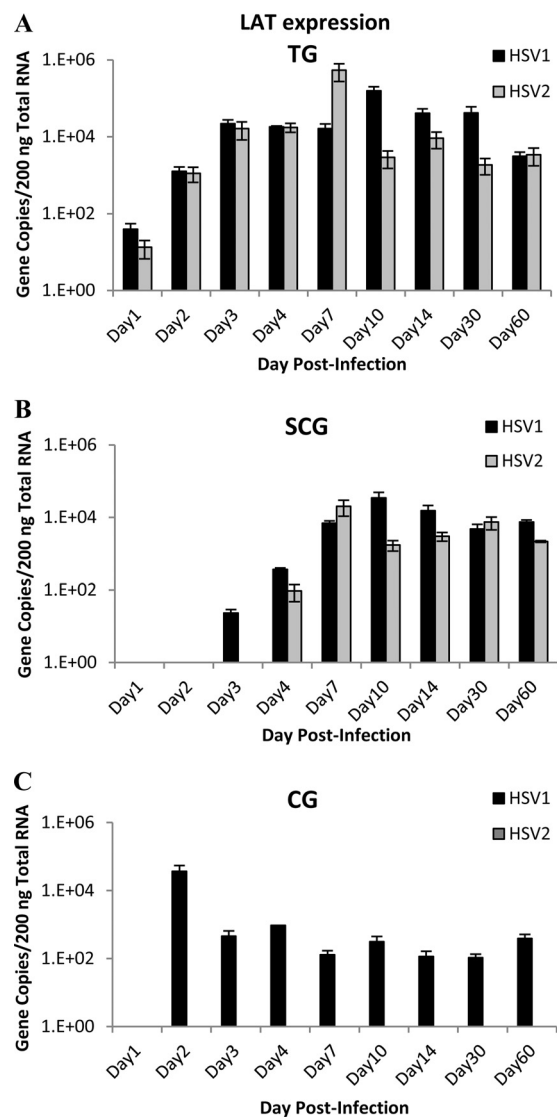 A
LAT expression
TG
HSV1
HSV2
Gene Copies/200 ng Total RNA
1.E+06
1.E+04
1.E+02
1.E+00
Day1 Day2 Day3 Day4 Day7 Day10 Day14 Day30 Day60
Day Post-Infection
B
SCG
HSV1
HSV2
Gene Copies/200 ng Total RNA
1.E+06
1.E+04
1.E+02
1.E+00
Day1 Day2 Day3 Day4 Day7 Day10 Day14 Day30 Day60
Day Post-Infection
C
CG
HSV1
HSV2
Gene Copies/200 ng Total RNA
1.E+06
1.E+04
1.E+02
1.E+00
Day1 Day2 Day3 Day4 Day7 Day10 Day14 Day30 Day60
Day Post-Infection